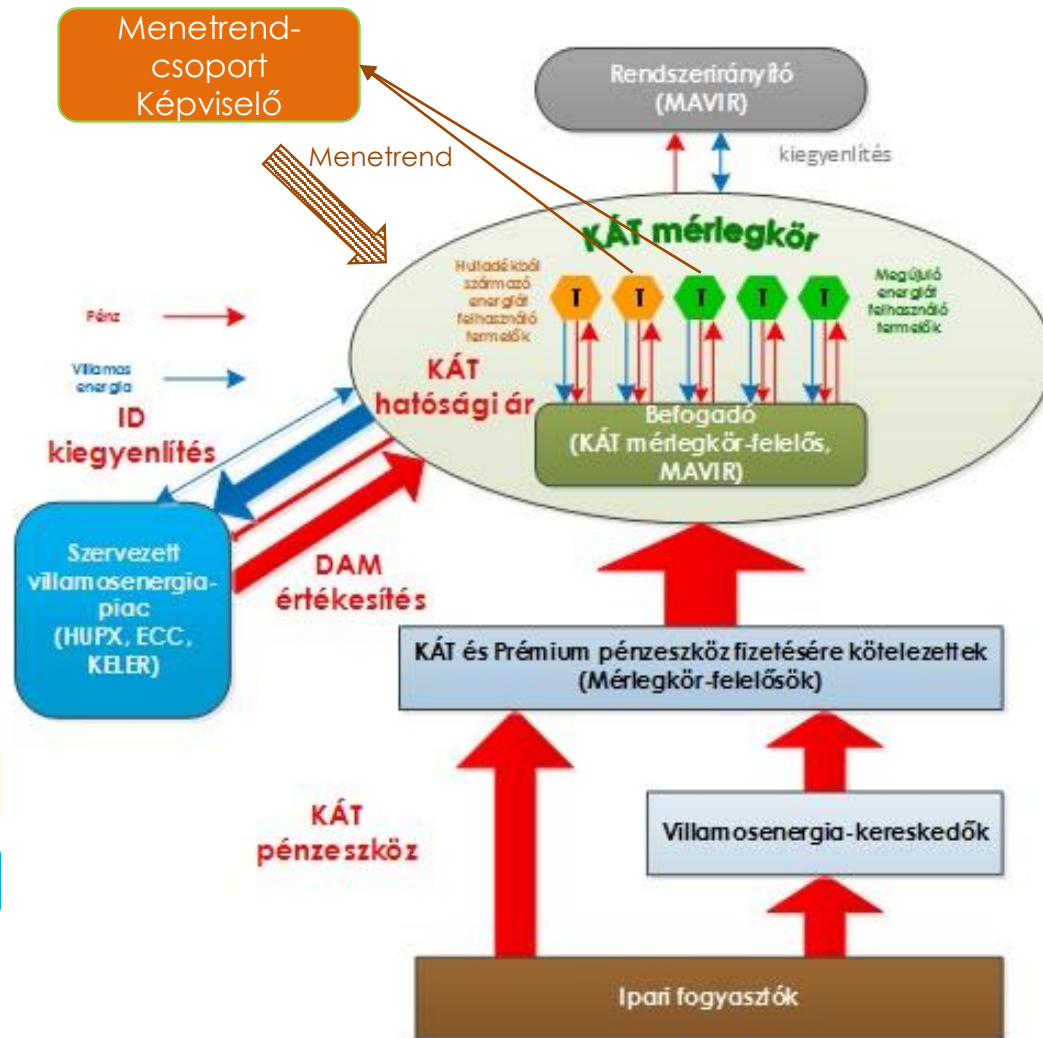 Menetrend-
csoport
Képviselő
Rendszerirányító
(MAVIR)
Menetrend
kiegyenlítés
KÁT mérlegkör
Hulladékból
származó
energiát
felhasználó
termelők
T
T
T
T
T
Megújuló
energiát
felhasználó
termelők
Pénz
Villamos
energia
KÁT
hatósági ár
Befogadó
(KÁT mérlegkör-felelős,
MAVIR)
ID
kiegyenlítés
Szervezett
villamosenergia-
piac
(HUPX, ECC,
KELER)
DAM
értékesítés
KÁT és Prémium pénzeszköz fizetésére kötelezettek
(Mérlegkör-felelősök)
KÁT
pénzeszköz
Villamosenergia-kereskedők
Ipari fogyasztók